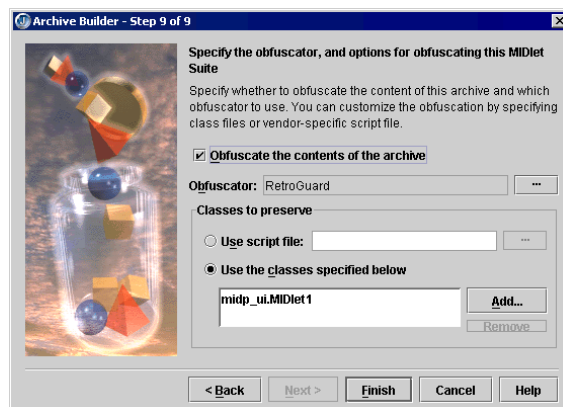 Archive Builder - Step 9 of 9
Specify the obfuscator, and options for obfuscating this MIDlet
Suite
Specify whether to obfuscate the content of this archive and which
obfuscator to use. You can customize the obfuscation by specifying
class files or vendor-specific script file.
Obfuscate the contents of the archive
Obfuscator: RetroGuard ...
Classes to preserve
Use script file: ...
Use the classes specified below
midp_ui.MIDlet1
Add...
Remove
< Back Next > Finish Cancel Help